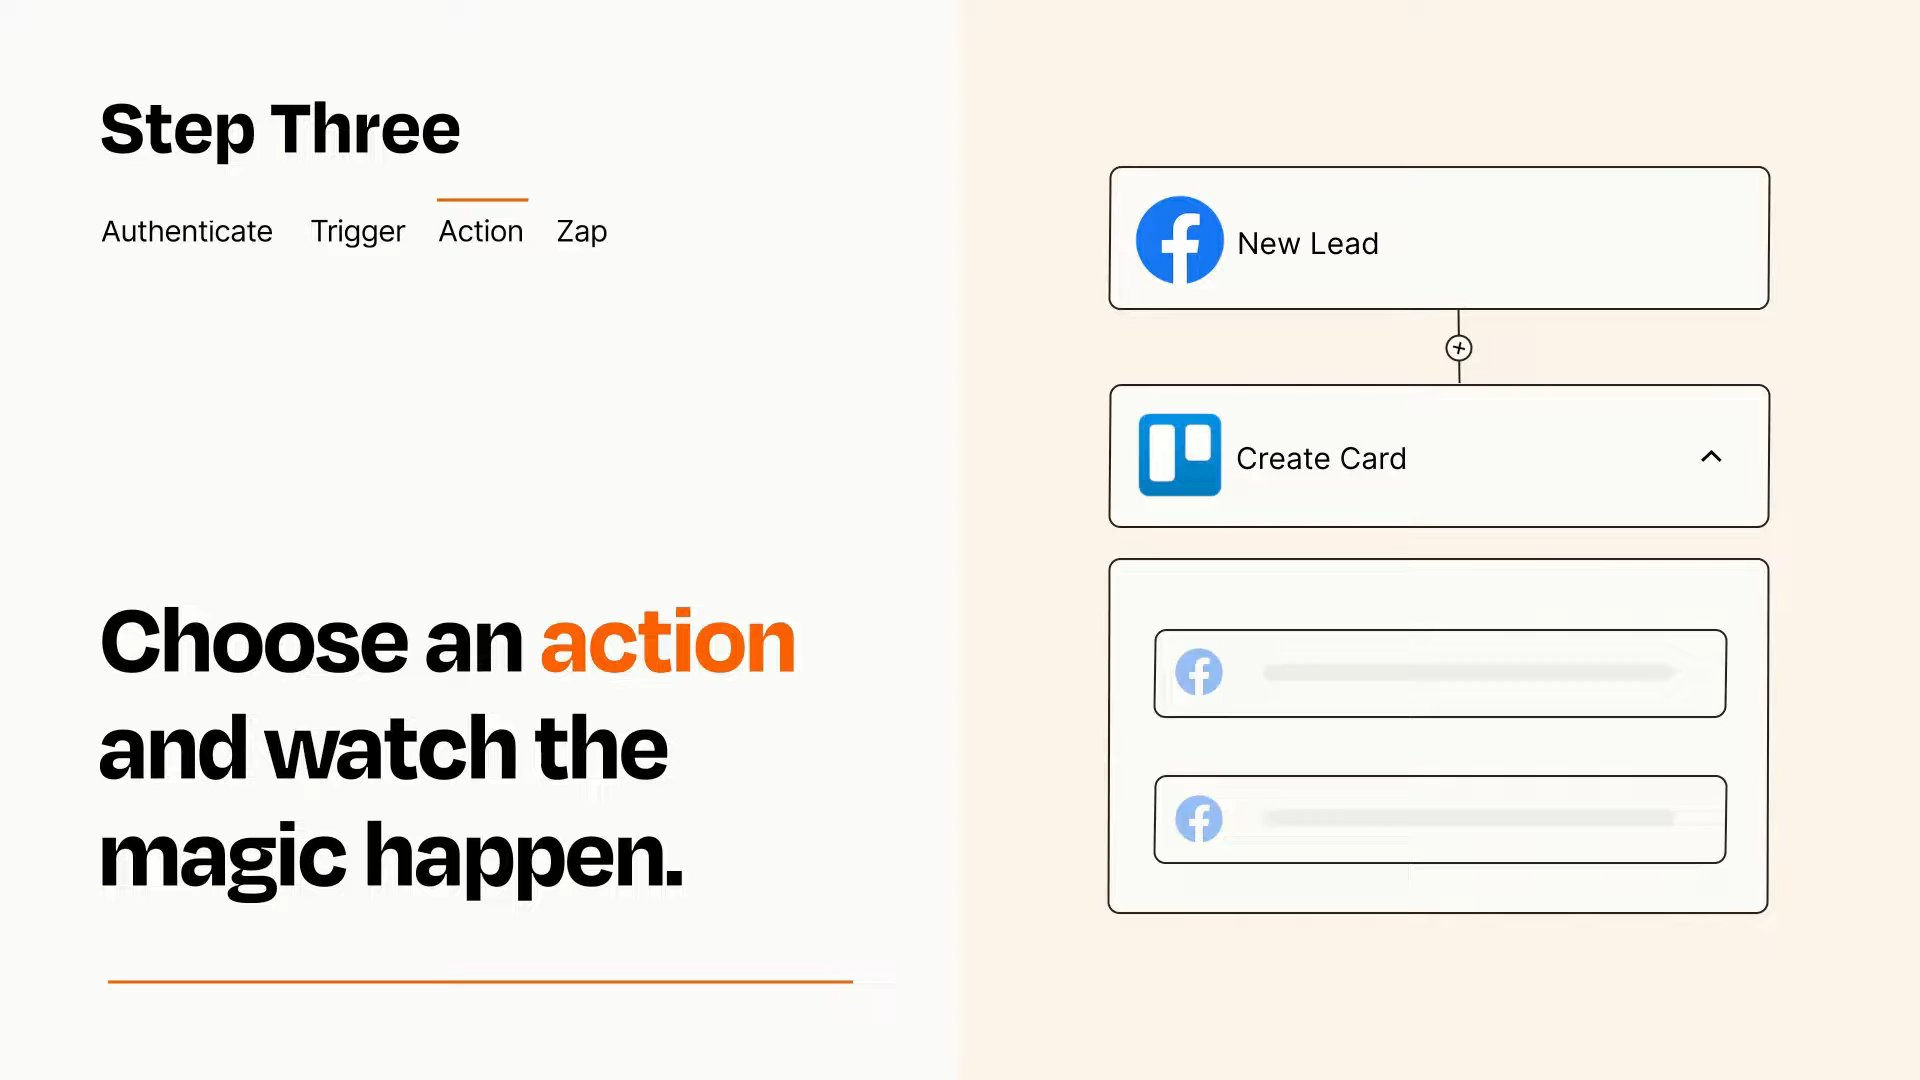 Step Three
Authenticate Trigger Action Zap
Choose an action
and watch the
magic happen.
New Lead
Create Card